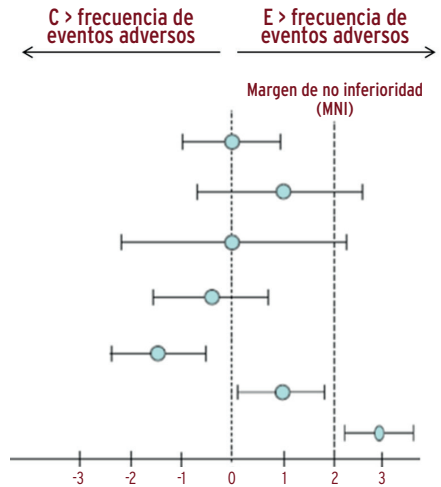 C > frecuencia de
eventos adversos
E > frecuencia de
eventos adversos
Margen de no inferioridad
(MNI)
-3 -2 -1 0 1 2 3